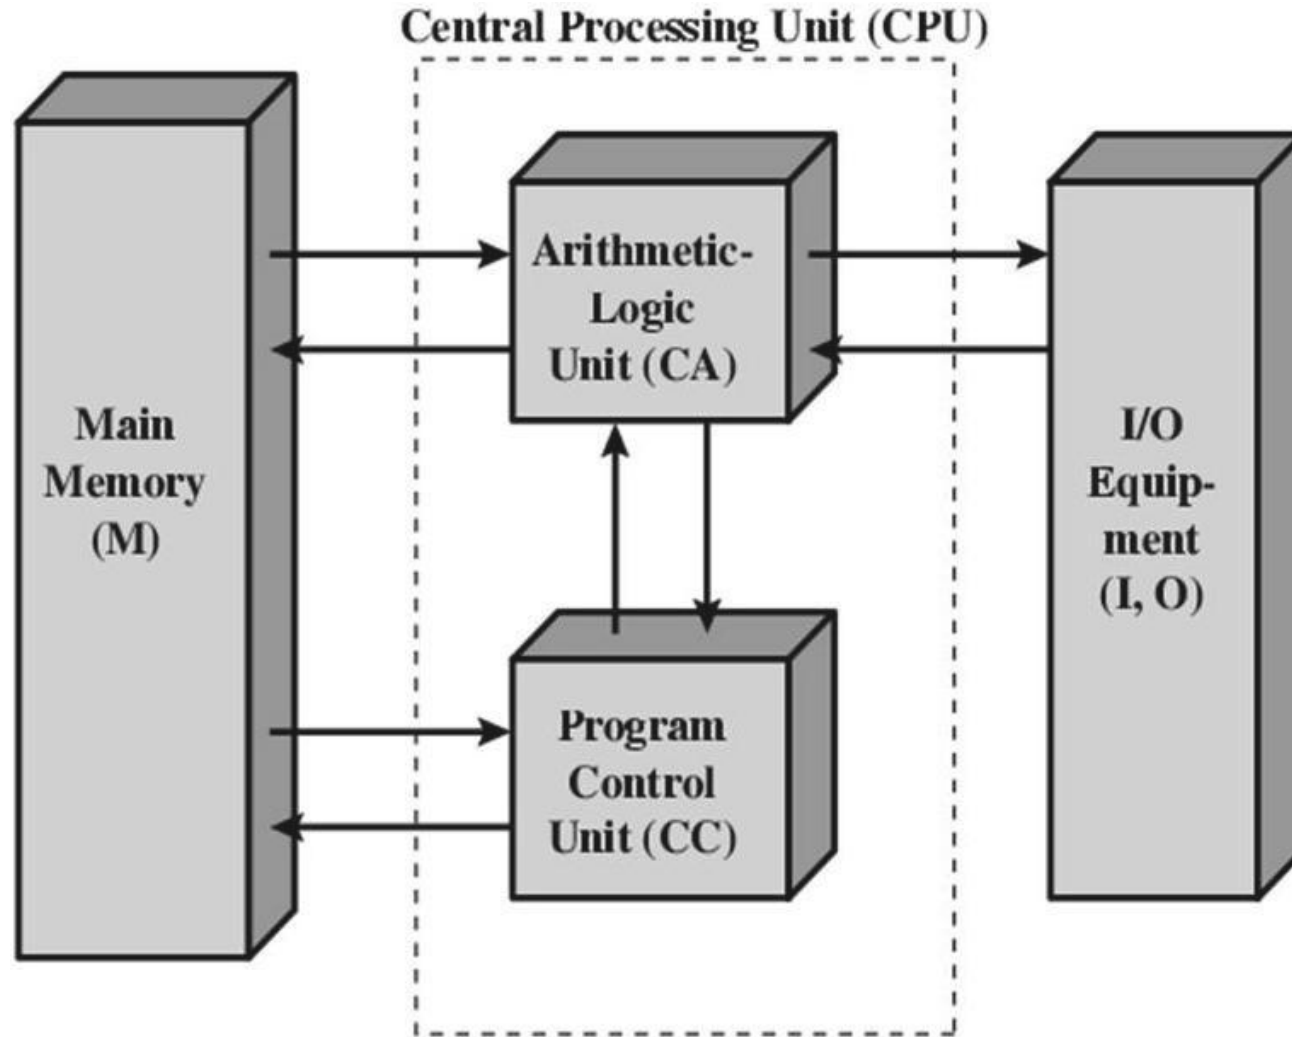 Central Processing Unit (CPU)
Main
Memory
(M)
Arithmetic-
Logic
Unit (CA)
Program
Control
Unit (CC)
I/O
Equip-
ment
(I, O)